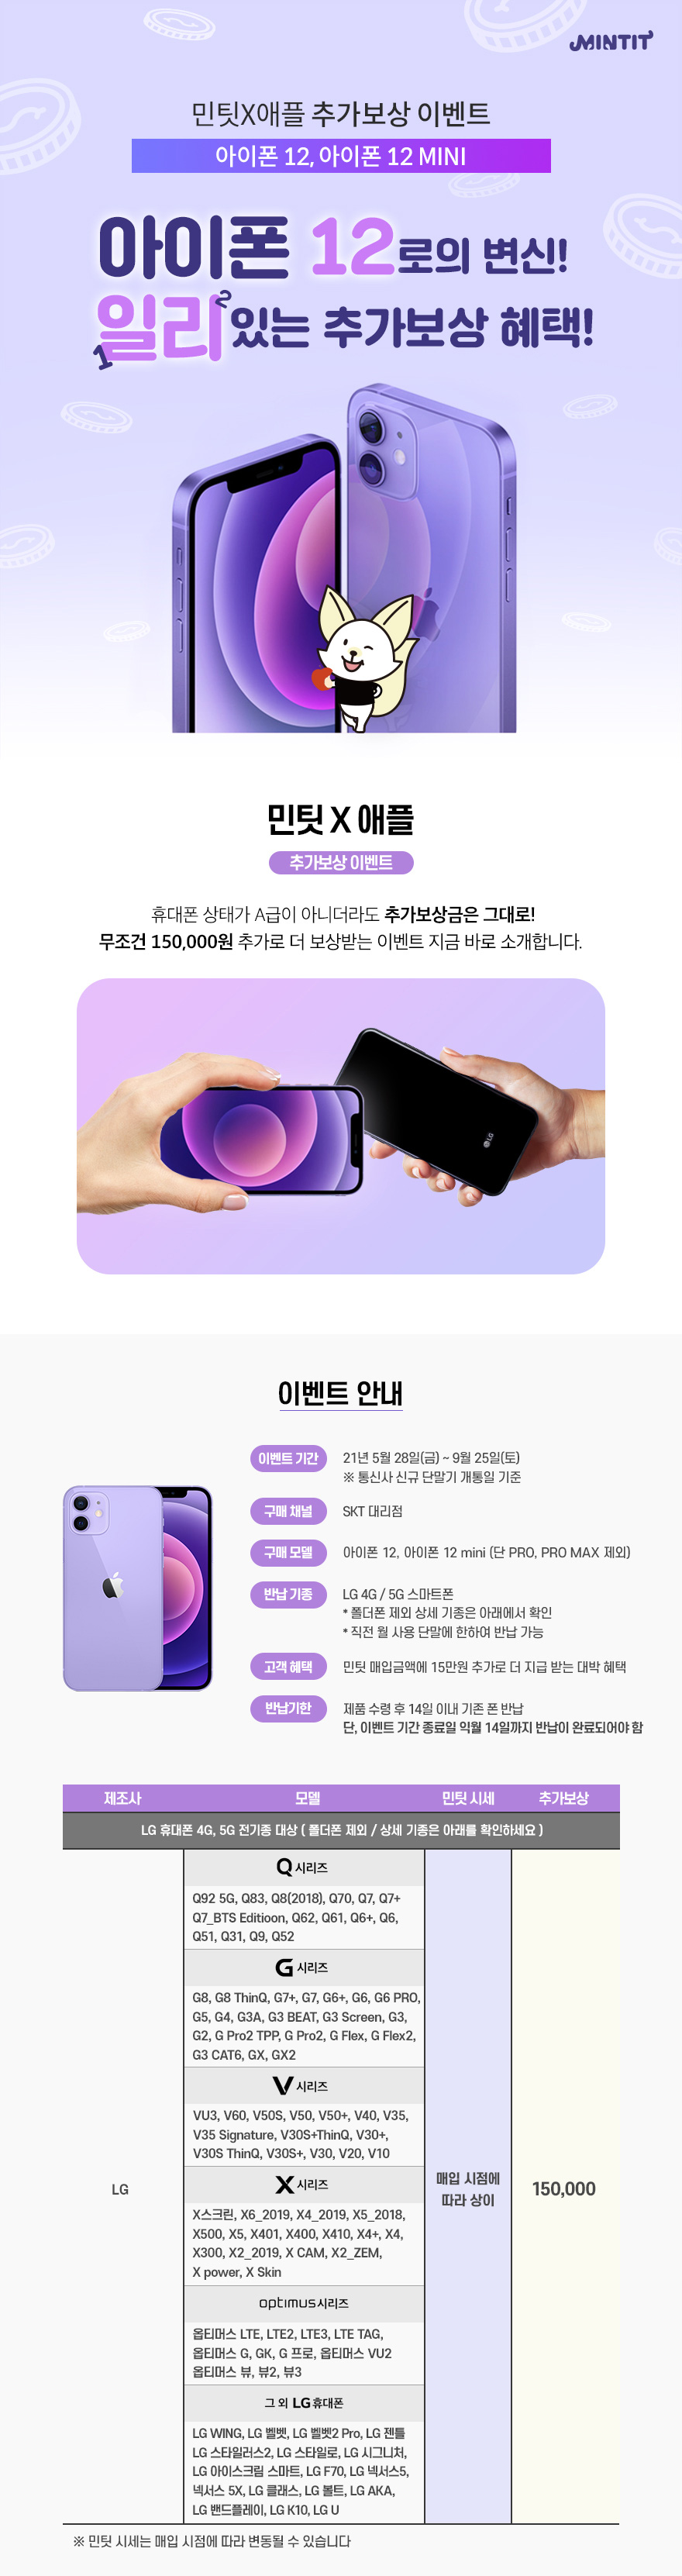 MINTIT
민팃X애플 추가보상 이벤트
아이폰 12, 아이폰 12 MINI
아이폰 12로의 변신!
1일리2있는 추가보상 혜택!
민팃 X 애플
추가보상 이벤트
휴대폰 상태가 A급이 아니더라도 추가보상금은 그대로!
무조건 150,000원 추가로 더 보상받는 이벤트 지금 바로 소개합니다.
LG
이벤트 안내
이벤트 기간 21년 5월 28일(금) ~ 9월 25일(토)
※ 통신사 신규 단말기 개통일 기준
구매 채널 SKT 대리점
구매 모델 아이폰 12, 아이폰 12 mini (단 PRO, PRO MAX 제외)
반납 기종 LG 4G / 5G 스마트폰
* 폴더폰 제외 상세 기종은 아래에서 확인
* 직전 월 사용 단말에 한하여 반납 가능
고객 혜택 민팃 매입금액에 15만원 추가로 더 지급 받는 대박 혜택
반납기한 제품 수령 후 14일 이내 기존 폰 반납
단, 이벤트 기간 종료일 익월 14일까지 반납이 완료되어야 함
제조사 모델 민팃 시세 추가보상
LG 휴대폰 4G, 5G 전기종 대상 ( 폴더폰 제외 / 상세 기종은 아래를 확인하세요 )
Q 시리즈
Q92 5G, Q83, Q8(2018), Q70, Q7, Q7+
Q7_BTS Editioon, Q62, Q61, Q6+, Q6,
Q51, Q31, Q9, Q52
G 시리즈
G8, G8 ThinQ, G7+, G7, G6+, G6, G6 PRO,
G5, G4, G3A, G3 BEAT, G3 Screen, G3,
G2, G Pro2 TPP, G Pro2, G Flex, G Flex2,
G3 CAT6, GX, GX2
V 시리즈
VU3, V60, V50S, V50, V50+, V40, V35,
V35 Signature, V30S+ThinQ, V30+,
V30S ThinQ, V30S+, V30, V20, V10
X 시리즈
X스크린, X6_2019, X4_2019, X5_2018,
X500, X5, X401, X400, X410, X4+, X4,
X300, X2_2019, X CAM, X2_ZEM,
X power, X Skin
optimus시리즈
옵티머스 LTE, LTE2, LTE3, LTE TAG,
옵티머스 G, GK, G 프로, 옵티머스 VU2
옵티머스 뷰, 뷰2, 뷰3
그 외 LG 휴대폰
LG WING, LG 벨벳, LG 벨벳2 Pro, LG 젠틀
LG 스타일러스2, LG 스타일로, LG 시그니처,
LG 아이스크림 스마트, LG F70, LG 넥서스5,
넥서스 5X, LG 클래스, LG 볼트, LG AKA,
LG 밴드플레이, LG K10, LG U
LG
매입 시점에
따라 상이
150,000
※ 민팃 시세는 매입 시점에 따라 변동될 수 있습니다